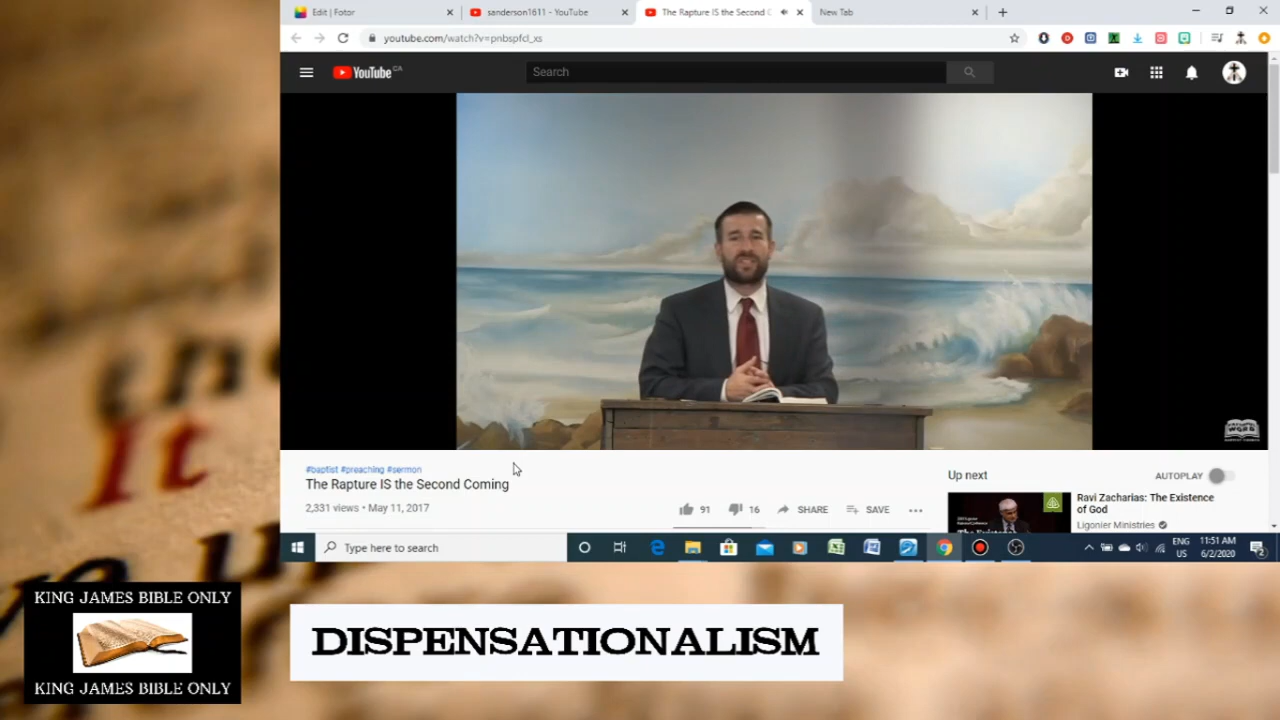 Edit | Fotor
sanderson1611 - YouTube
The Rapture IS the Second C
New Tab
youtube.com/watch?v=pnbspfcl_xs
YouTube CA
Search
#baptist #preaching #sermon
The Rapture IS the Second Coming
2,331 views • May 11, 2017
91
16
SHARE
SAVE
Up next
AUTOPLAY
Ravi Zacharias: The Existence
of God
Ligonier Ministries
Type here to search
ENG
US
11:51 AM
6/2/2020
It
KING JAMES BIBLE ONLY
KING JAMES BIBLE ONLY
DISPENSATIONALISM